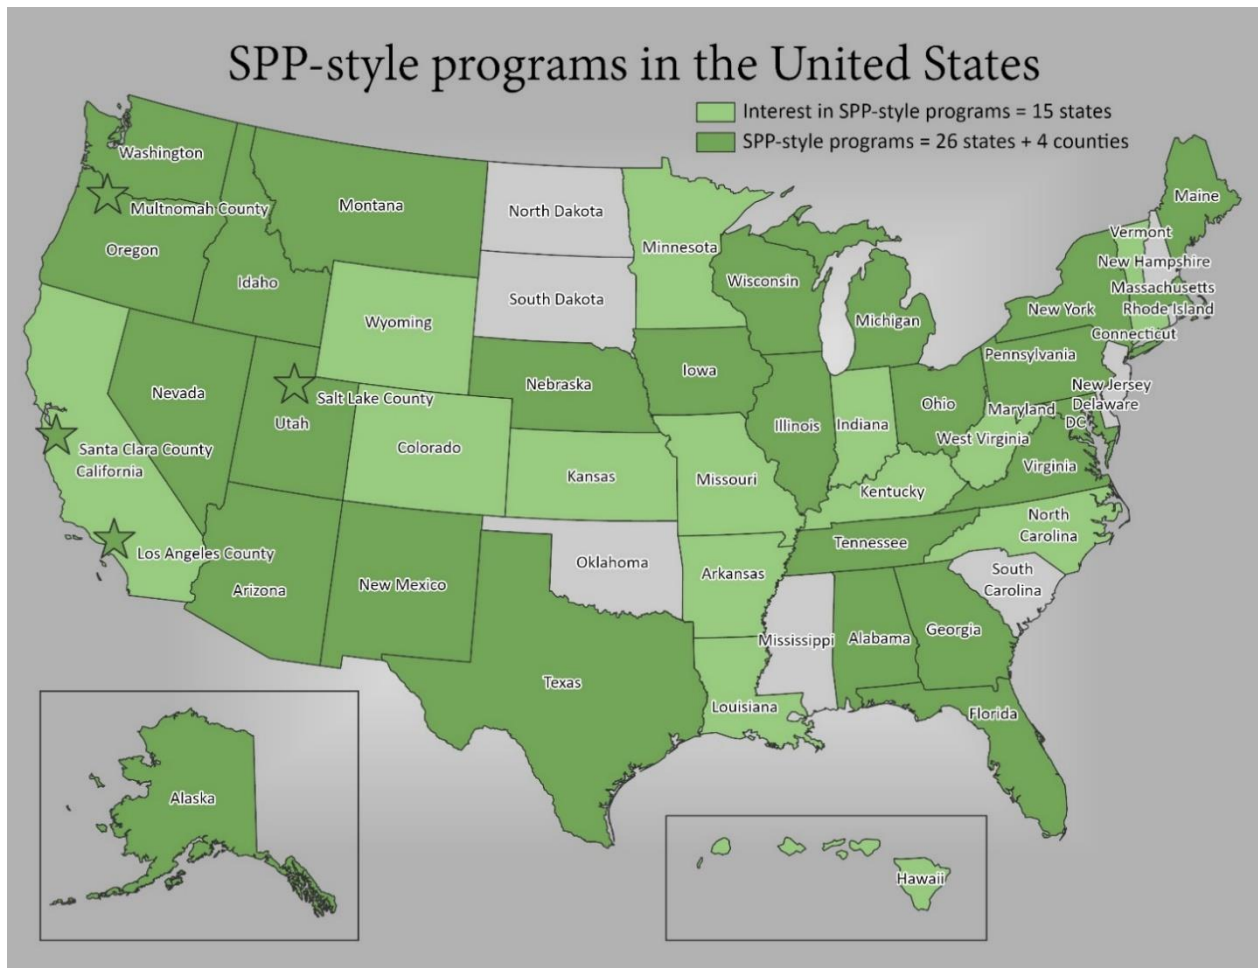 SPP-style programs in the United States
Interest in SPP-style programs = 15 states
SPP-style programs = 26 states + 4 counties
Washington
Multnomah County
Oregon
Montana
Idaho
North Dakota
South Dakota
Minnesota
Wisconsin
Michigan
Maine
Vermont
New Hampshire
Massachusetts
Rhode Island
Connecticut
New York
Pennsylvania
New Jersey
Delaware
Maryland
DC
Wyoming
Nebraska
Iowa
Nevada
Salt Lake County
Utah
Colorado
Kansas
Missouri
Illinois
Indiana
Ohio
West Virginia
Virginia
Kentucky
Santa Clara County
California
Los Angeles County
Arizona
New Mexico
Oklahoma
Arkansas
Tennessee
North
Carolina
South
Carolina
Mississippi
Alabama
Georgia
Texas
Louisiana
Florida
Alaska
Hawaii